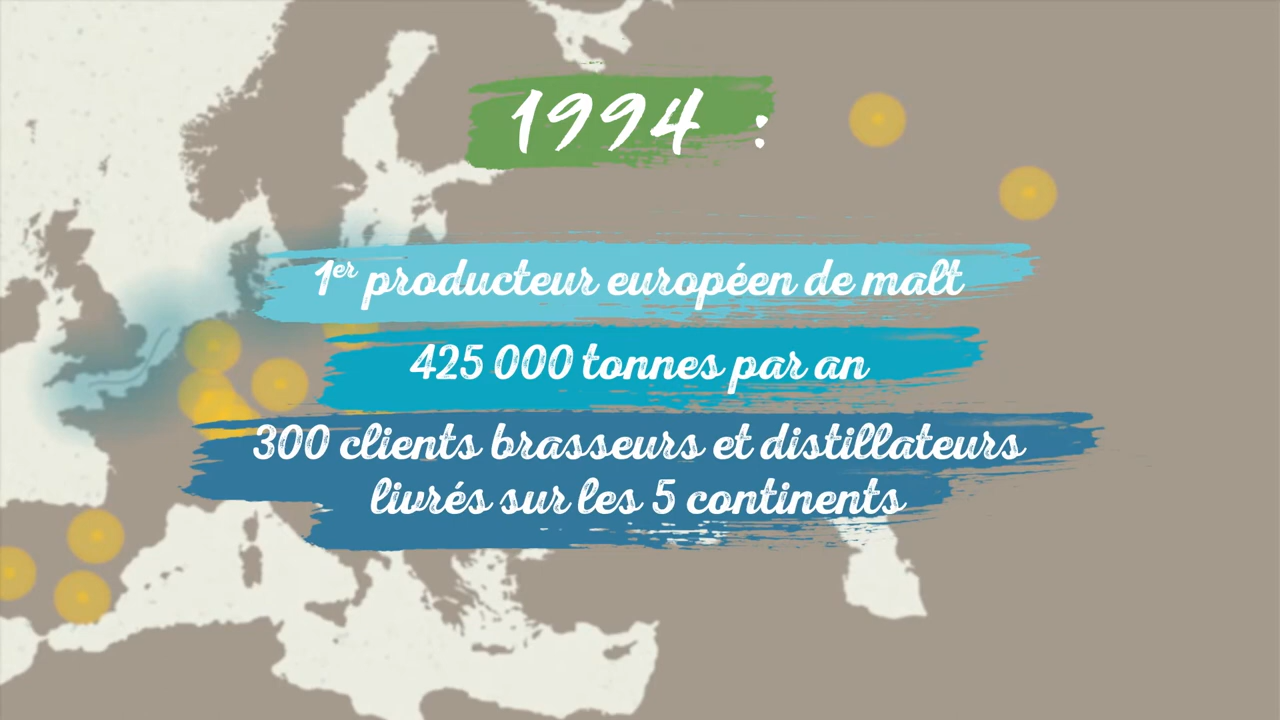 1994 :
1er producteur européen de malt
425 000 tonnes par an
300 clients brasseurs et distillateurs
livrés sur les 5 continents